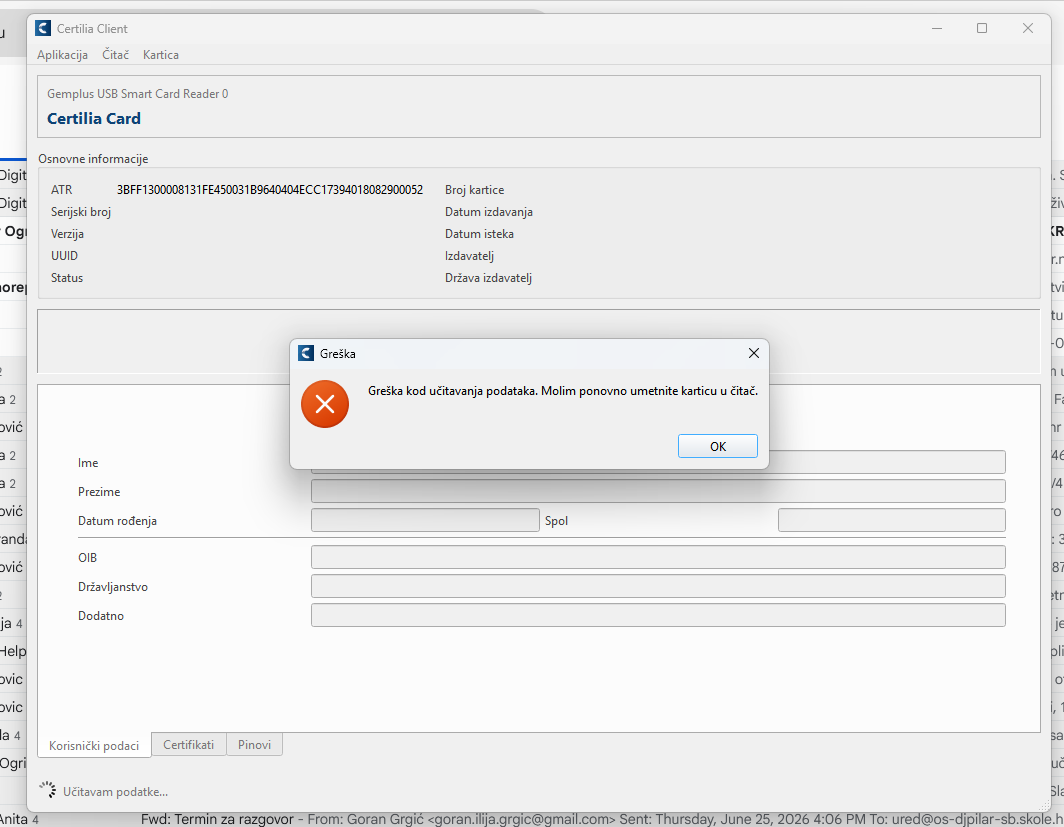 Certilia Client
Aplikacija Čitač Kartica
Gemplus USB Smart Card Reader 0
Certilia Card
Osnovne informacije
ATR 3BFF1300008131FE450031B9640404ECC17394018082900052 Broj kartice
Serijski broj Datum izdavanja
Verzija Datum isteka
UUID Izdavatelj
Status Država izdavatelj
Greška
Greška kod učitavanja podataka. Molim ponovno umetnite karticu u čitač.
OK
Ime
Prezime
Datum rođenja Spol
OIB
Državljanstvo
Dodatno
Korisnički podaci Certifikati Pinovi
Učitavam podatke...
Anita 4 Fwd: Termin za razgovor - From: Goran Grgić <goran.ilija.grgic@gmail.com> Sent: Thursday, June 25, 2026 4:06 PM To: ured@os-djpilar-sb.skole.h